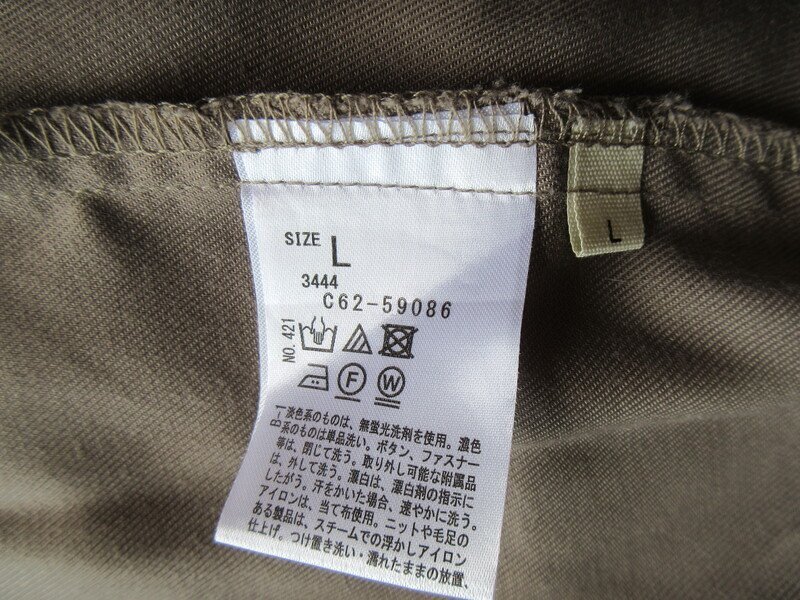 SIZE L
3444
C62-59086
NO.421
F W
B-1
淡色系のものは、無蛍光洗剤を使用。濃色
系のものは単品洗い。ボタン、ファスナー
等は、閉じて洗う。取り外し可能な附属品
は、外して洗う。漂白は、漂白剤の指示に
したがう。汗をかいた場合、速やかに洗う。
アイロンは、当て布使用。ニットや毛足の
ある製品は、スチームでの浮かしアイロン
仕上げ。つけ置き洗い・濡れたままの放置、
L